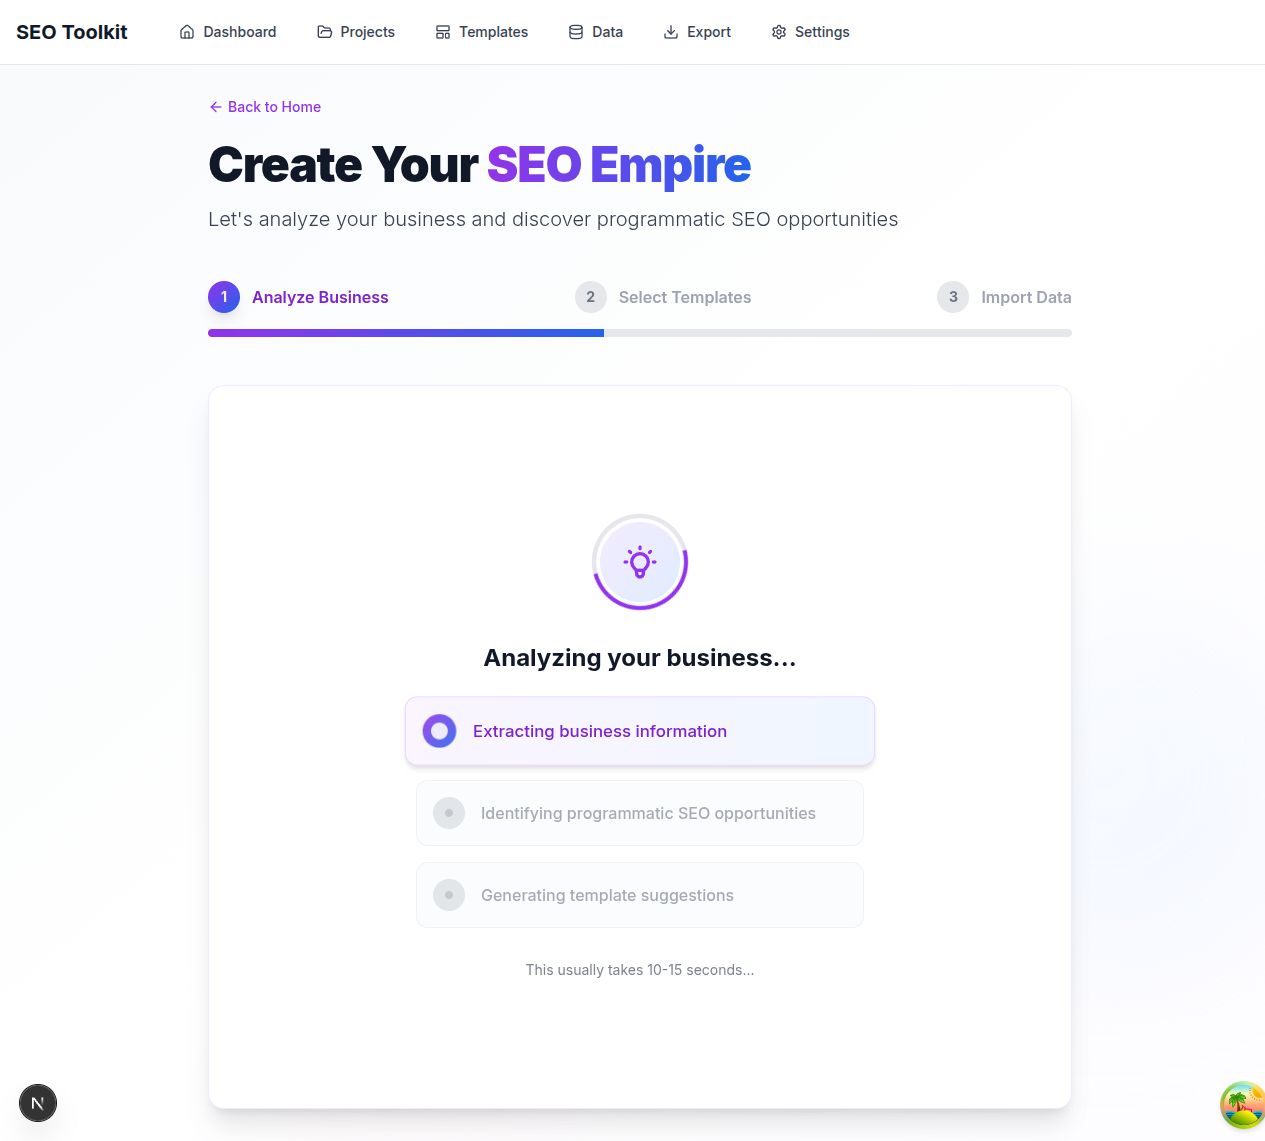 SEO Toolkit
Dashboard
Projects
Templates
Data
Export
Settings
Back to Home
Create Your SEO Empire
Let's analyze your business and discover programmatic SEO opportunities
1 Analyze Business
2 Select Templates
3 Import Data
Analyzing your business...
Extracting business information
Identifying programmatic SEO opportunities
Generating template suggestions
This usually takes 10-15 seconds...
N